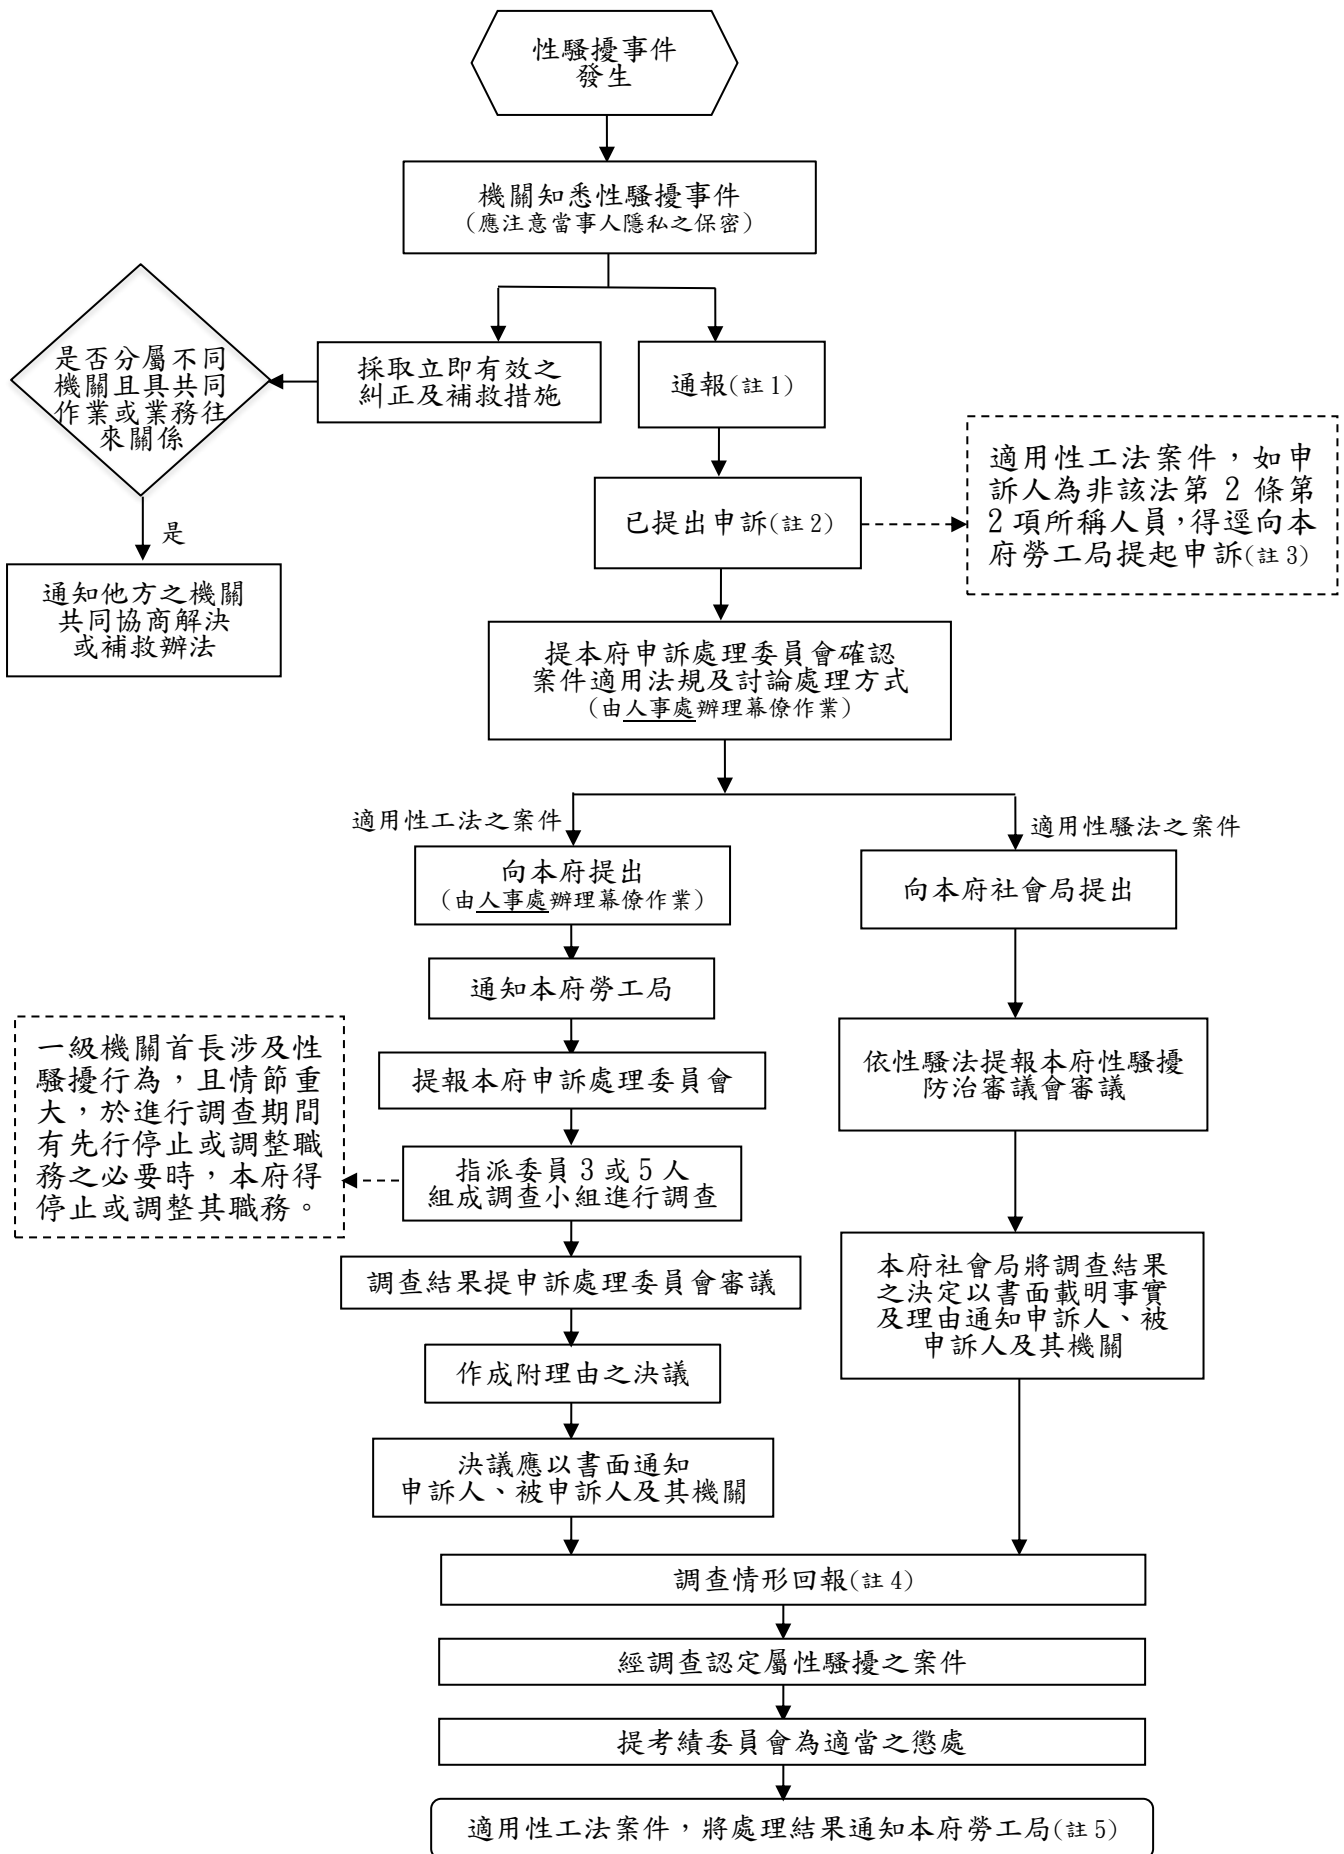 性騷擾事件
發生
機關知悉性騷擾事件
(應注意當事人隱私之保密)
是否分屬不同
機關且具共同
作業或業務往
來關係
採取立即有效之
糾正及補救措施
通報(註1)
已提出申訴(註2)
適用性工法案件，如申
訴人為非該法第 2 條第
2 項所稱人員,得逕向本
府勞工局提起申訴(註3)
是
通知他方之機關
共同協商解決
或補救辦法
提本府申訴處理委員會確認
案件適用法規及討論處理方式
(由人事處辦理幕僚作業)
適用性工法之案件
適用性騷法之案件
向本府提出
(由人事處辦理幕僚作業)
向本府社會局提出
通知本府勞工局
提報本府申訴處理委員會
依性騷法提報本府性騷擾
防治審議會審議
一級機關首長涉及性
騷擾行為，且情節重
大，於進行調查期間
有先行停止或調整職
務之必要時，本府得
停止或調整其職務。
指派委員 3 或 5 人
組成調查小組進行調查
調查結果提申訴處理委員會審議
本府社會局將調查結果
之決定以書面載明事實
及理由通知申訴人、被
申訴人及其機關
作成附理由之決議
決議應以書面通知
申訴人、被申訴人及其機關
調查情形回報(註4)
經調查認定屬性騷擾之案件
提考績委員會為適當之懲處
適用性工法案件，將處理結果通知本府勞工局(註5)